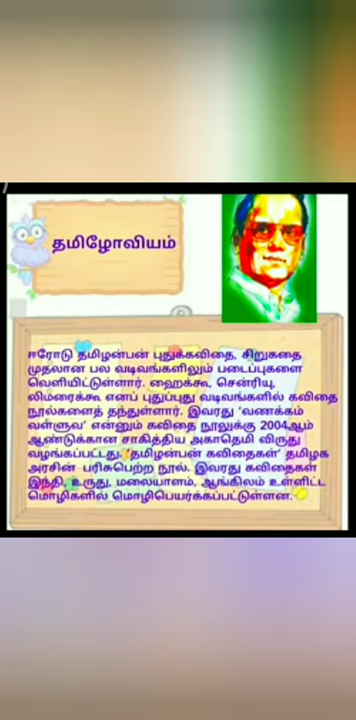 தமிழோவியம்
ஈரோடு தமிழன்பன் புதுக்கவிதை, சிறுகதை
முதலான பல வடிவங்களிலும் படைப்புகளை
வெளியிட்டுள்ளார். ஹைக்கூ, சென்ரியு,
லிமரைக்கூ எனப் புதுப்புது வடிவங்களில் கவிதை
நூல்களைத் தந்துள்ளார். இவரது ‘வணக்கம்
வள்ளுவ’ என்னும் கவிதை நூலுக்கு 2004ஆம்
ஆண்டுக்கான சாகித்திய அகாதெமி விருது
வழங்கப்பட்டது. ‘தமிழன்பன் கவிதைகள்’ தமிழக
அரசின் பரிசுபெற்ற நூல். இவரது கவிதைகள்
இந்தி, உருது, மலையாளம், ஆங்கிலம் உள்ளிட்ட
மொழிகளில் மொழிபெயர்க்கப்பட்டுள்ளன.